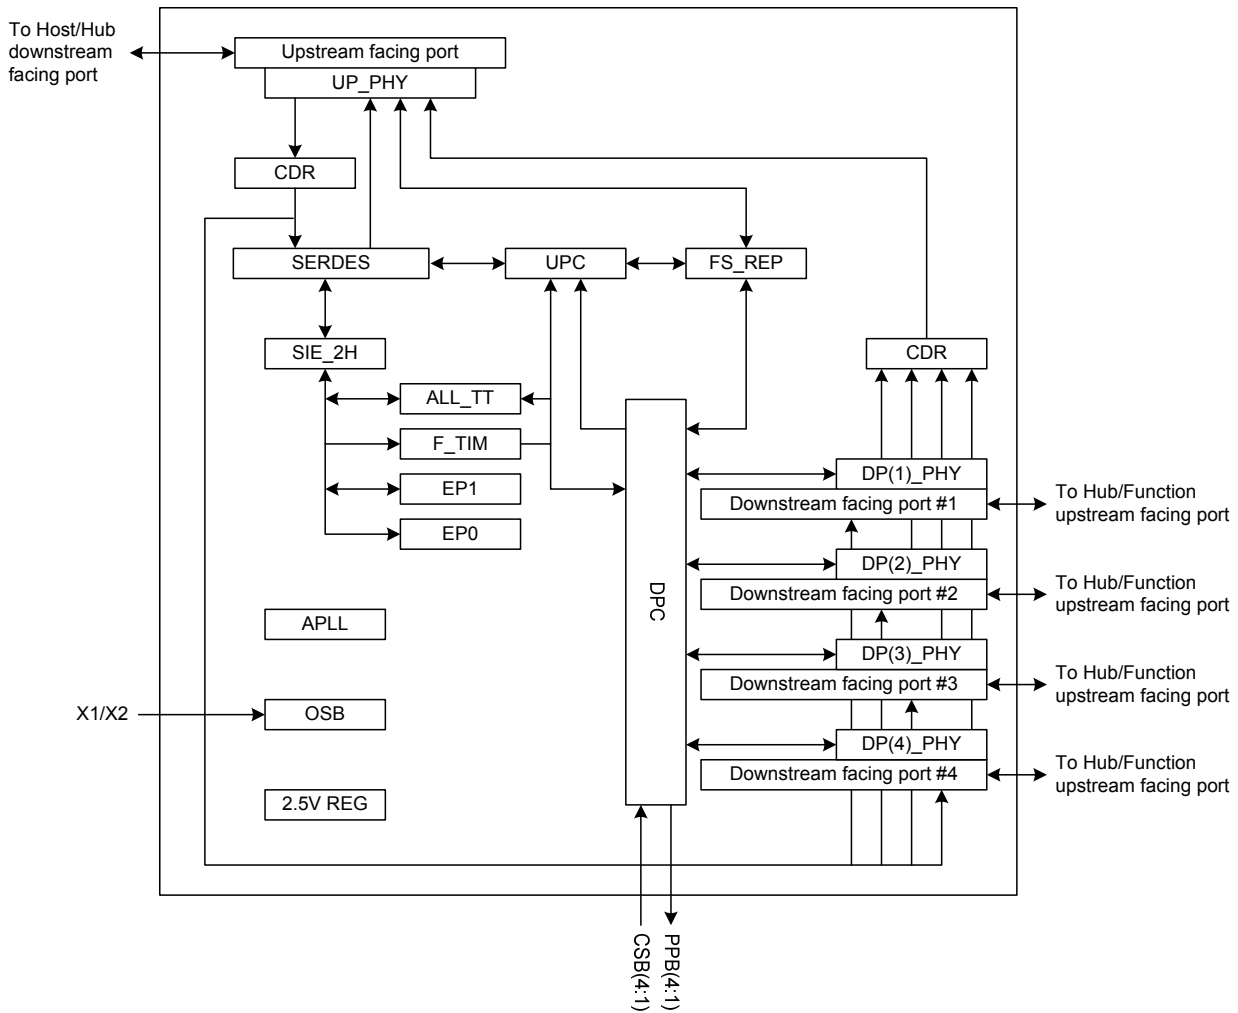 To Host/Hub
downstream
facing port
Upstream facing port
UP_PHY
CDR
SERDES
UPC
FS_REP
SIE_2H
CDR
ALL_TT
F_TIM
EP1
EP0
DPC
DP(1)_PHY
Downstream facing port #1
To Hub/Function
upstream facing port
DP(2)_PHY
Downstream facing port #2
To Hub/Function
upstream facing port
APLL
DP(3)_PHY
Downstream facing port #3
To Hub/Function
upstream facing port
X1/X2
OSB
DP(4)_PHY
Downstream facing port #4
To Hub/Function
upstream facing port
2.5V REG
CSB(4:1)
PPB(4:1)